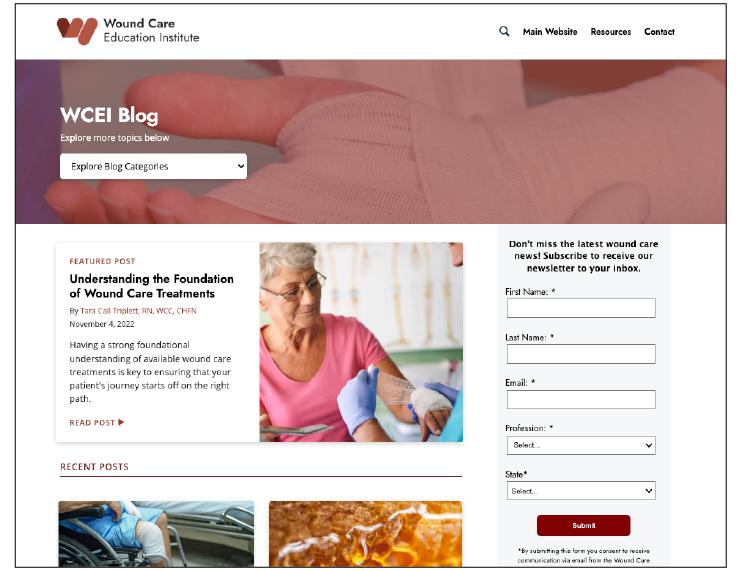 Wound Care
Education Institute
Main Website Resources Contact
WCEI Blog
Explore more topics below
Explore Blog Categories
FEATURED POST
Understanding the Foundation
of Wound Care Treatments
By Tara Call Triplett, RN, WCC, CHFN
November 4, 2022
Having a strong foundational
understanding of available wound care
treatments is key to ensuring that your
patient's journey starts off on the right
path.
READ POST
RECENT POSTS
Don't miss the latest wound care
news! Subscribe to receive our
newsletter to your inbox.
First Name: *
Last Name: *
Email: *
Profession: *
Select...
State*
Select...
Submit
*By submitting this form you consent to receive
communication via email from the Wound Care